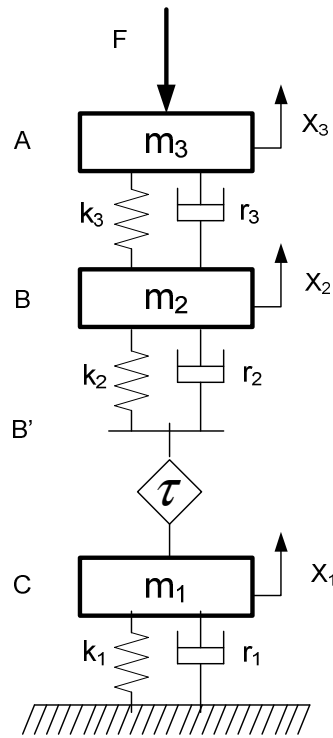 F
A
m₃
X₃
k₃
r₃
B
m₂
X₂
k₂
r₂
B'
τ
C
m₁
X₁
k₁
r₁